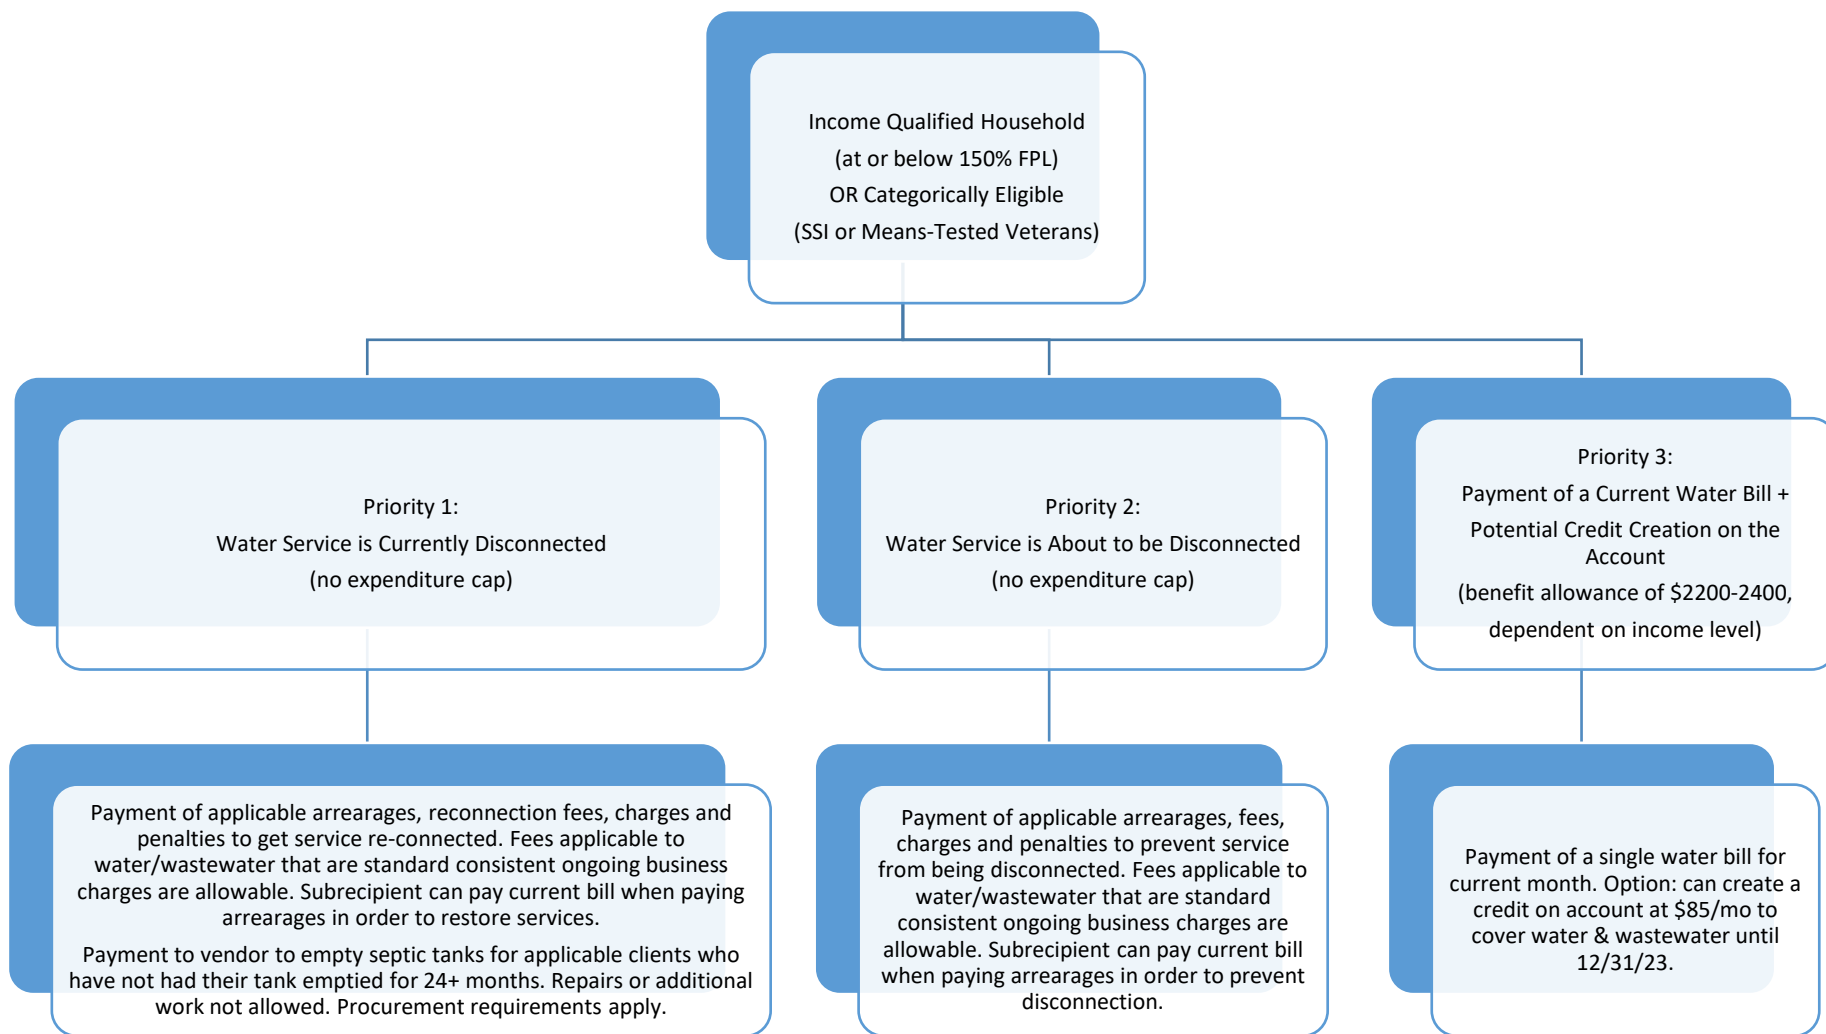 Income Qualified Household
(at or below 150% FPL)
OR Categorically Eligible
(SSI or Means-Tested Veterans)
Priority 1:
Water Service is Currently Disconnected
(no expenditure cap)
Priority 2:
Water Service is About to be Disconnected
(no expenditure cap)
Priority 3:
Payment of a Current Water Bill +
Potential Credit Creation on the
Account
(benefit allowance of $2200-2400,
dependent on income level)
Payment of applicable arrearages, reconnection fees, charges and
penalties to get service re-connected. Fees applicable to
water/wastewater that are standard consistent ongoing business
charges are allowable. Subrecipient can pay current bill when paying
arrearages in order to restore services.
Payment to vendor to empty septic tanks for applicable clients who
have not had their tank emptied for 24+ months. Repairs or additional
work not allowed. Procurement requirements apply.
Payment of applicable arrearages, fees,
charges and penalties to prevent service
from being disconnected. Fees applicable to
water/wastewater that are standard
consistent ongoing business charges are
allowable. Subrecipient can pay current bill
when paying arrearages in order to prevent
disconnection.
Payment of a single water bill for
current month. Option: can create a
credit on account at $85/mo to
cover water & wastewater until
12/31/23.